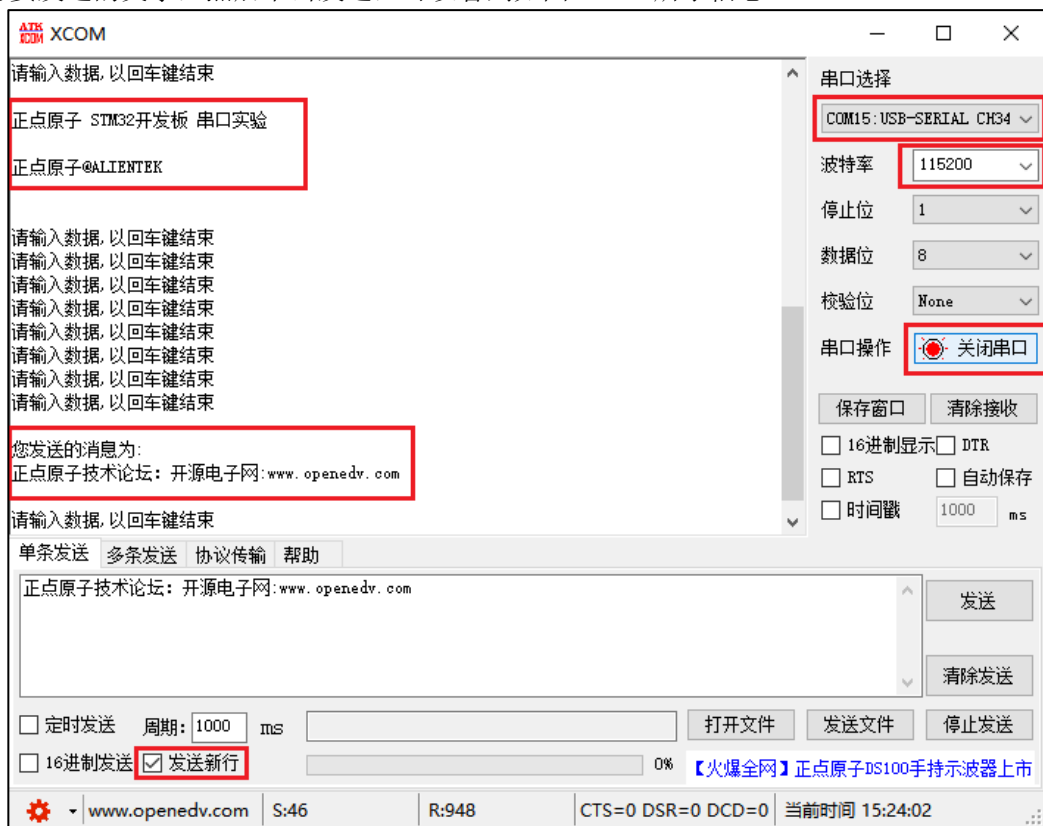 ATK XCOM XCOM
请输入数据,以回车键结束
正点原子 STM32开发板 串口实验
正点原子@ALIENTEK
请输入数据,以回车键结束
请输入数据,以回车键结束
请输入数据,以回车键结束
请输入数据,以回车键结束
请输入数据,以回车键结束
请输入数据,以回车键结束
请输入数据,以回车键结束
请输入数据,以回车键结束
您发送的消息为:
正点原子技术论坛：开源电子网:www.openedv.com
请输入数据,以回车键结束
串口选择
COM15:USB-SERIAL CH34
波特率 115200
停止位 1
数据位 8
校验位 None
串口操作 关闭串口
保存窗口 清除接收
16进制显示 DTR
RTS 自动保存
时间戳 1000 ms
单条发送 多条发送 协议传输 帮助
正点原子技术论坛：开源电子网:www.openedv.com
发送
清除发送
定时发送 周期: 1000 ms 打开文件 发送文件 停止发送
16进制发送 发送新行 0% 【火爆全网】正点原子DS100手持示波器上市
www.openedv.com S:46 R:948 CTS=0 DSR=0 DCD=0 当前时间 15:24:02